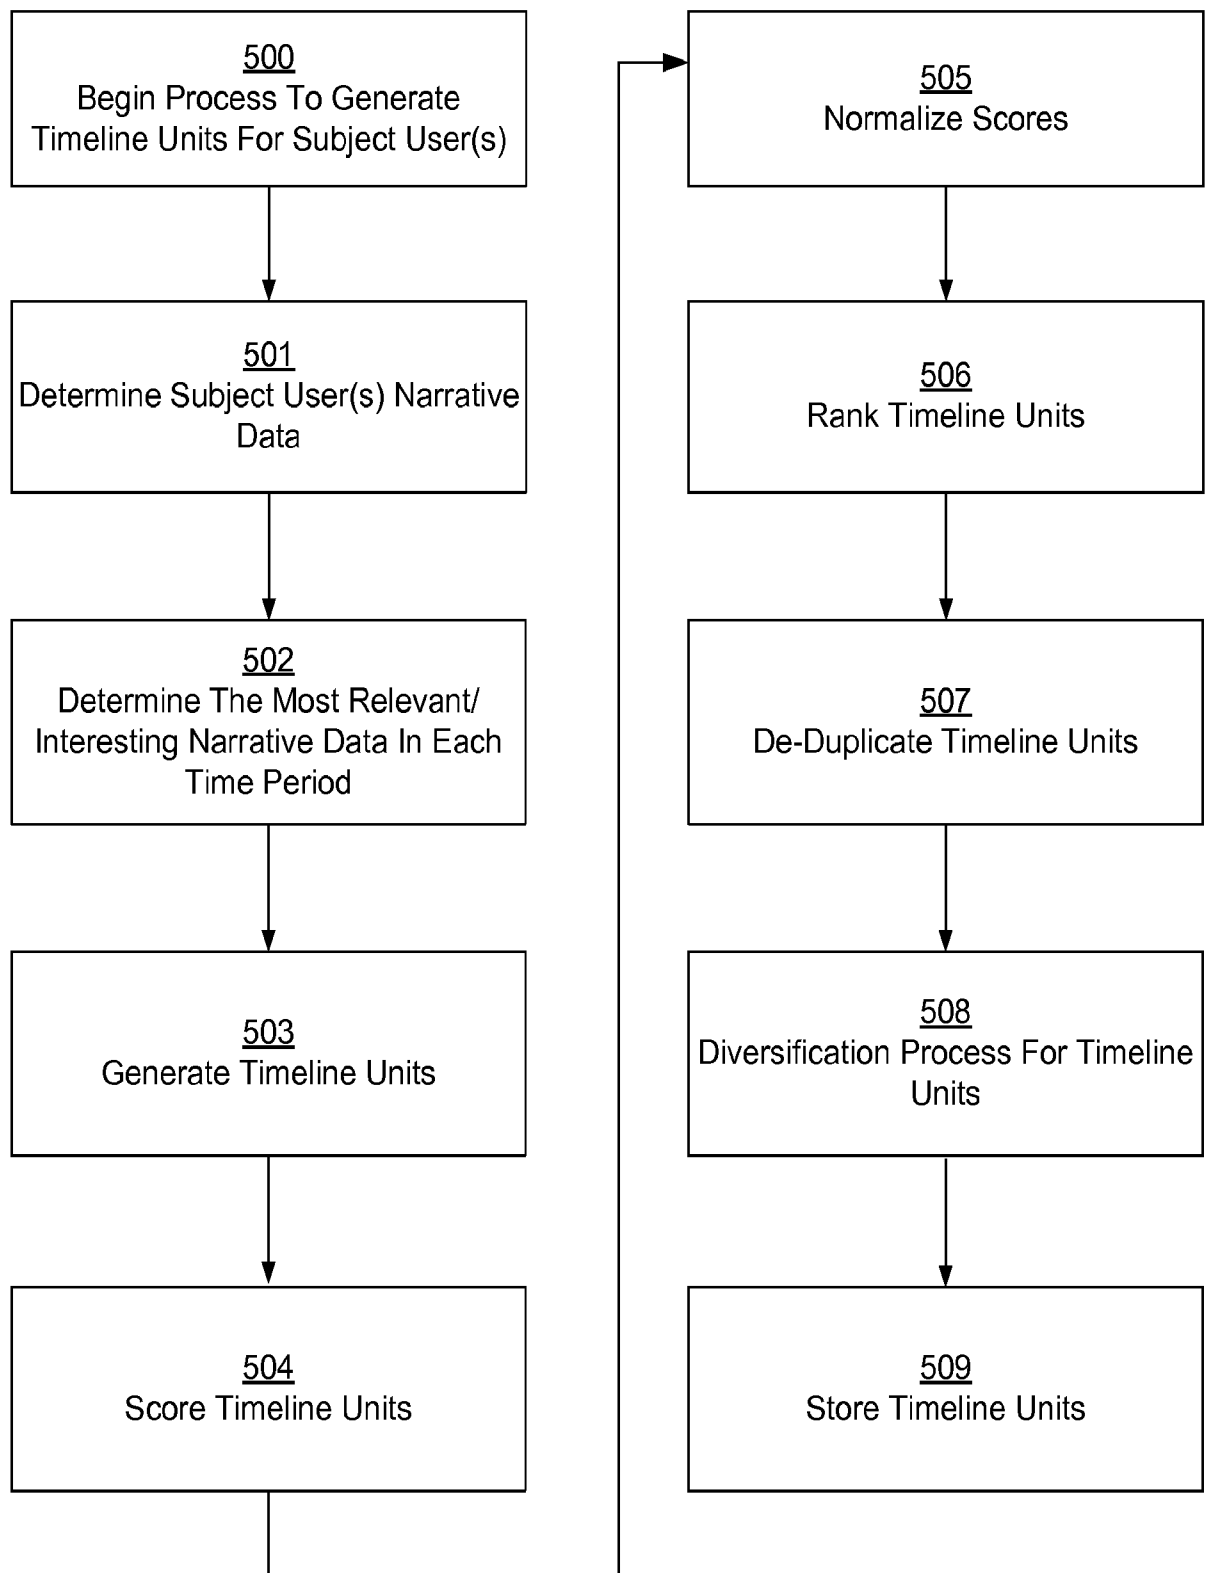 500
Begin Process To Generate
Timeline Units For Subject User(s)
501
Determine Subject User(s) Narrative
Data
502
Determine The Most Relevant/
Interesting Narrative Data In Each
Time Period
503
Generate Timeline Units
504
Score Timeline Units
505
Normalize Scores
506
Rank Timeline Units
507
De-Duplicate Timeline Units
508
Diversification Process For Timeline
Units
509
Store Timeline Units